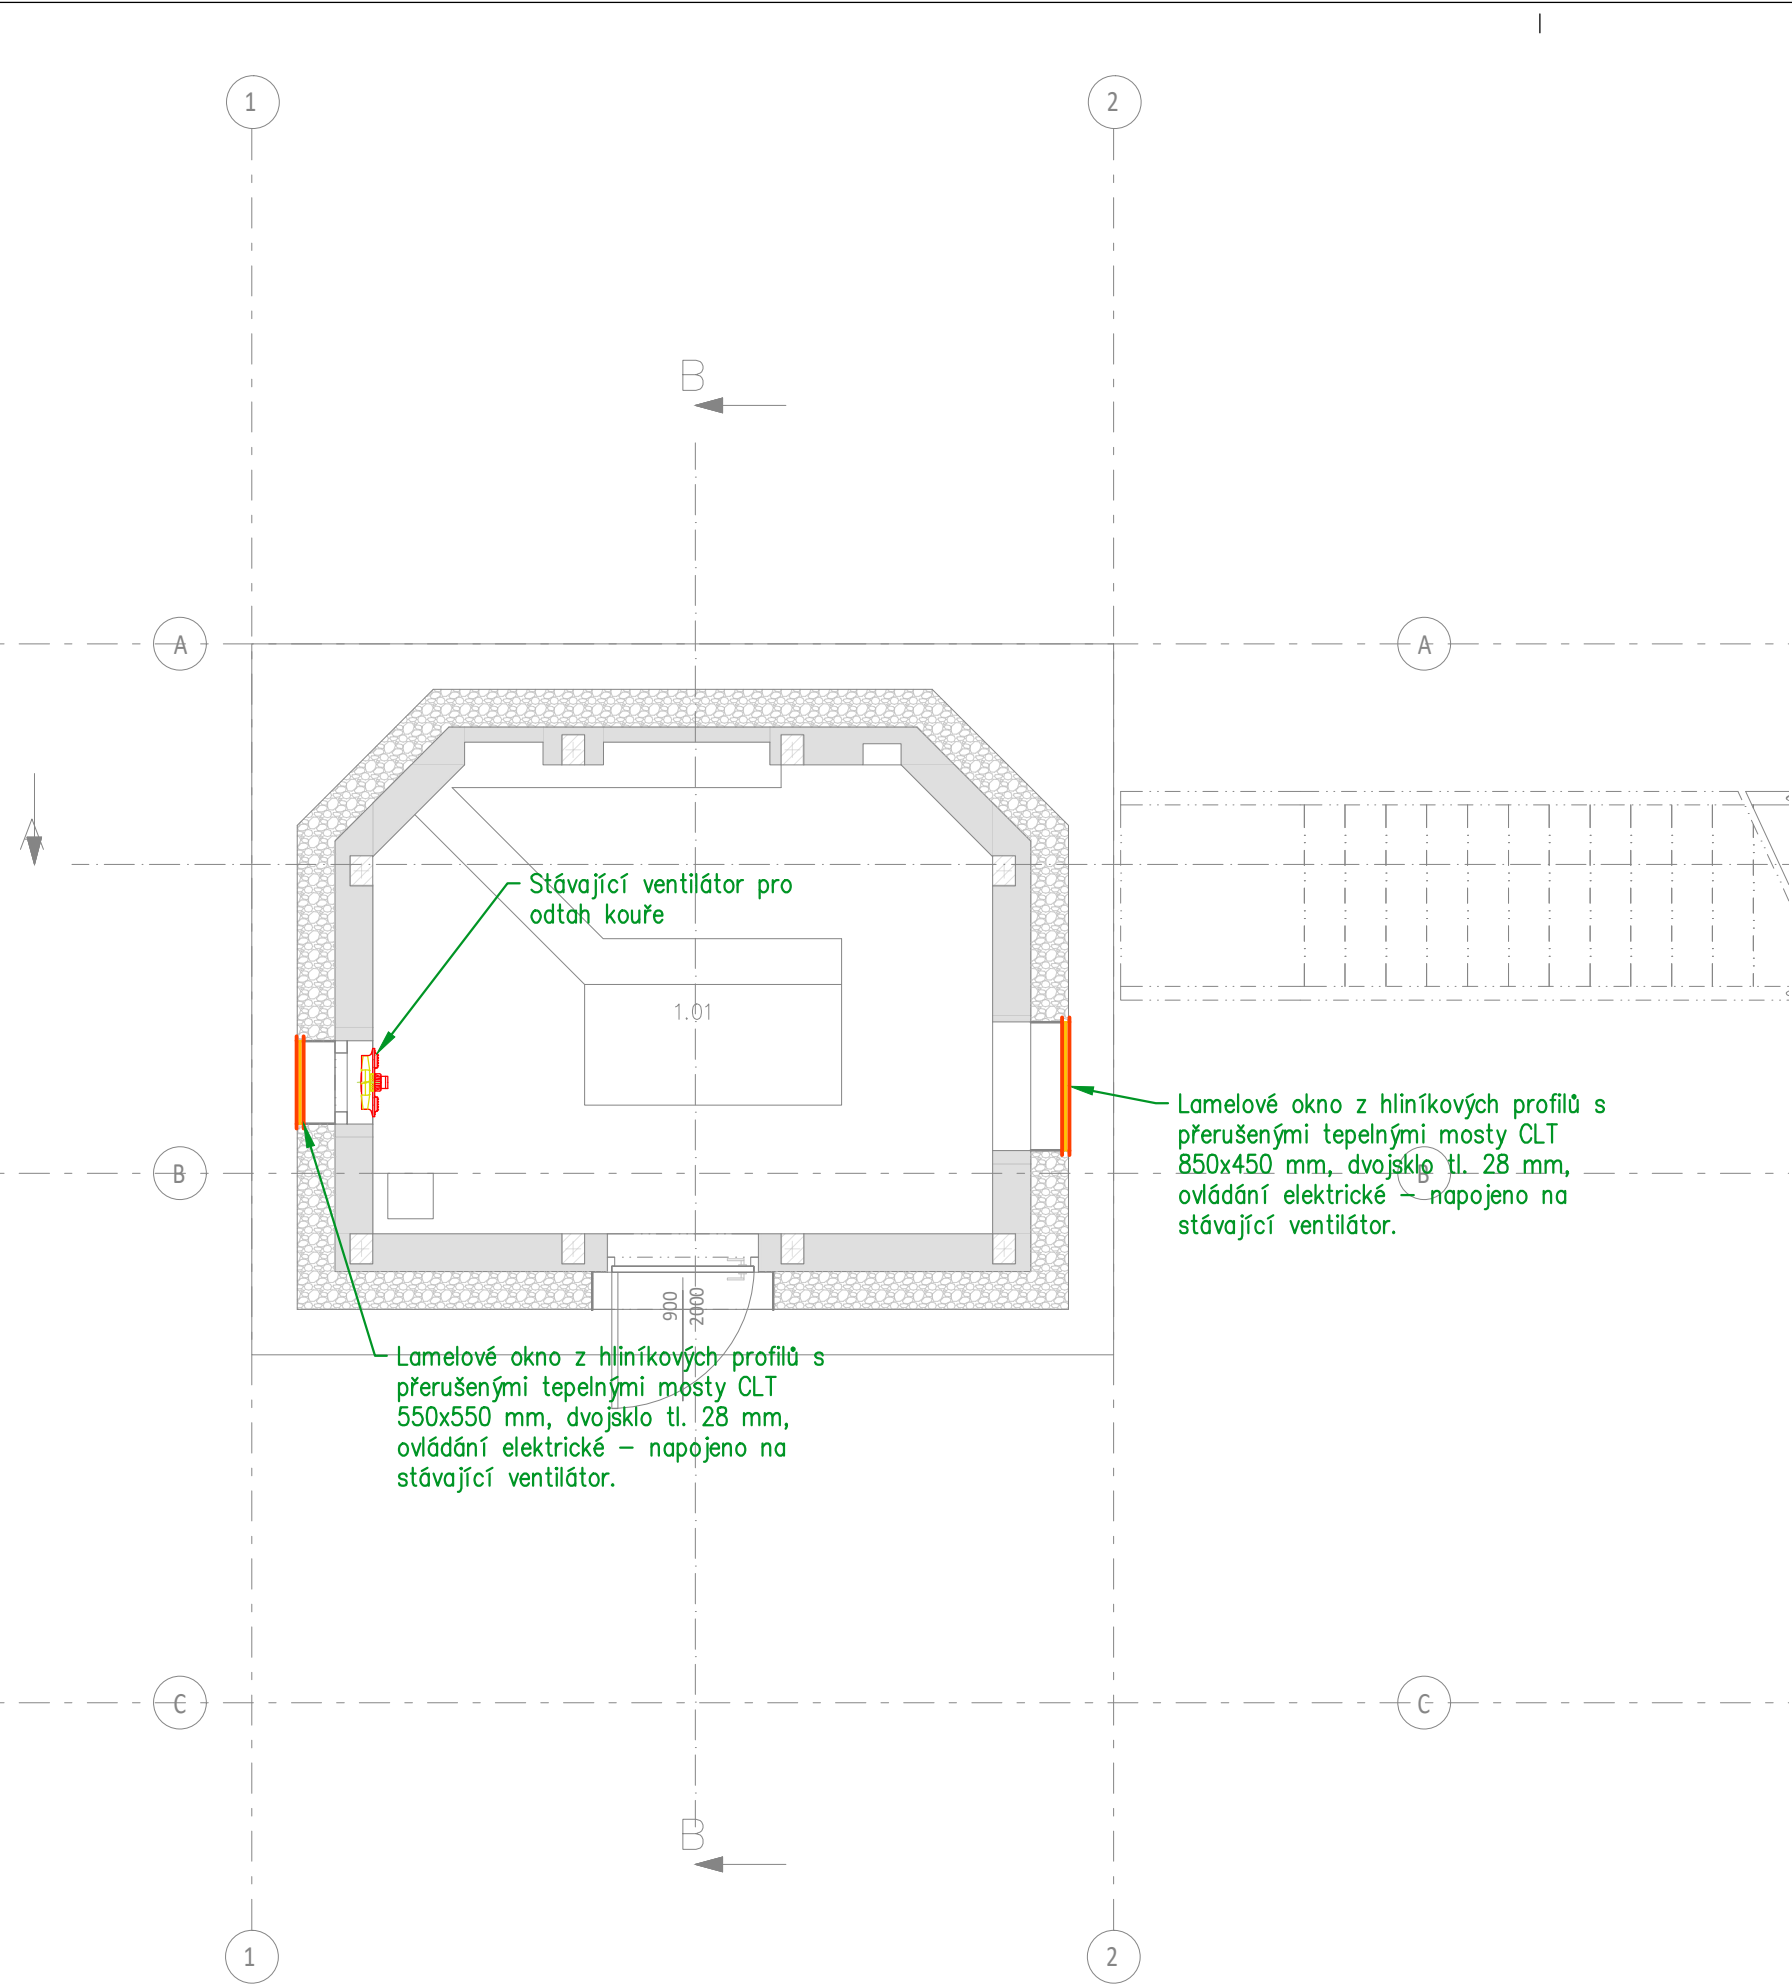 1
2
B
A
A
A
Stávající ventilátor pro
odtah kouře
1.01
Lamelové okno z hliníkových profilů s
přerušenými tepelnými mosty CLT
850x450 mm, dvojsklo tl. 28 mm,
ovládání elektrické – napojeno na
stávající ventilátor.
B
B
900
2000
Lamelové okno z hliníkových profilů s
přerušenými tepelnými mosty CLT
550x550 mm, dvojsklo tl. 28 mm,
ovládání elektrické – napojeno na
stávající ventilátor.
C
C
B
1
2